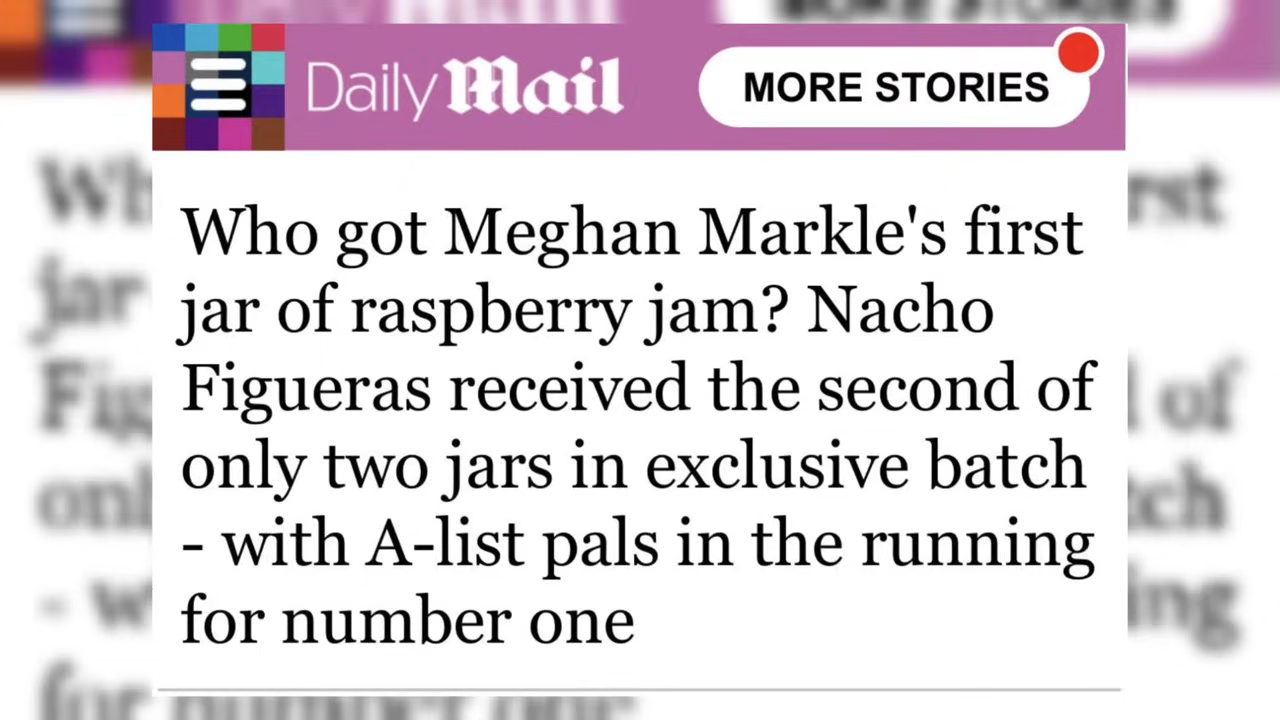 Daily Mail
MORE STORIES
Who got Meghan Markle's first
jar of raspberry jam? Nacho
Figueras received the second of
only two jars in exclusive batch
- with A-list pals in the running
for number one